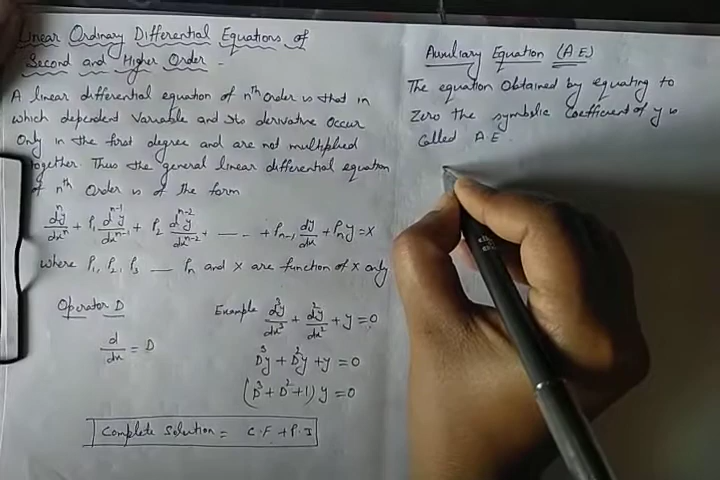 Linear Ordinary Differential Equations of
Second and Higher Order -
A linear differential equation of nth Order is that in
which dependent Variable and its derivative occur
Only in the first degree and are not multiplied
together. Thus the general linear differential equation
of nth Order is of the form
dⁿy/dxⁿ + P₁ dⁿ⁻¹y/dxⁿ⁻¹ + P₂ dⁿ⁻²y/dxⁿ⁻² + -- - + Pₙ₋₁ dy/dx + Pₙy = X
where P₁, P₂, P₃ --- Pₙ and X are function of x only
Operator D
d/dx = D
Example d³y/dx³ + d²y/dx² + y = 0
D³y + D²y + y = 0
(D³ + D² + 1) y = 0
Complete Solution = C.F + P.I
Auxuliary Equation (A.E)
The equation Obtained by equating to
Zero the symbolic Coefficient of y is
Called A.E.